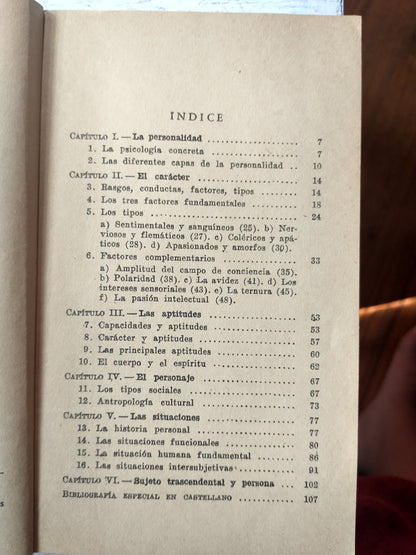 INDICE
CAPÍTULO I. — La personalidad .................... 7
1. La psicología concreta .................... 7
2. Las diferentes capas de la personalidad .. 10
CAPÍTULO II. — El carácter .................... 14
3. Rasgos, conductas, factores, tipos .......... 14
4. Los tres factores fundamentales ............ 18
5. Los tipos .................... 24
a) Sentimentales y sanguíneos (25). b) Ner-
viosos y flemáticos (27). c) Coléricos y apá-
ticos (28). d) Apasionados y amorfos (30).
6. Factores complementarios .................... 33
a) Amplitud del campo de conciencia (35).
b) Polaridad (38). c) La avidez (41). d) Los
intereses sensoriales (43). e) La ternura (45).
f) La pasión intelectual (48).
CAPÍTULO III. — Las aptitudes .................... 53
7. Capacidades y aptitudes .................... 53
8. Carácter y aptitudes .................... 57
9. Las principales aptitudes .................... 60
10. El cuerpo y el espíritu .................... 62
CAPÍTULO IV. — El personaje .................... 67
11. Los tipos sociales .................... 67
12. Antropología cultural .................... 73
CAPÍTULO V. — Las situaciones .................... 77
13. La historia personal .................... 77
14. Las situaciones funcionales .................... 80
15. La situación humana fundamental .......... 86
16. Las situaciones intersubjetivas .............. 91
CAPÍTULO VI. — Sujeto trascendental y persona .... 102
BIBLIOGRAFÍA ESPECIAL EN CASTELLANO .............. 107